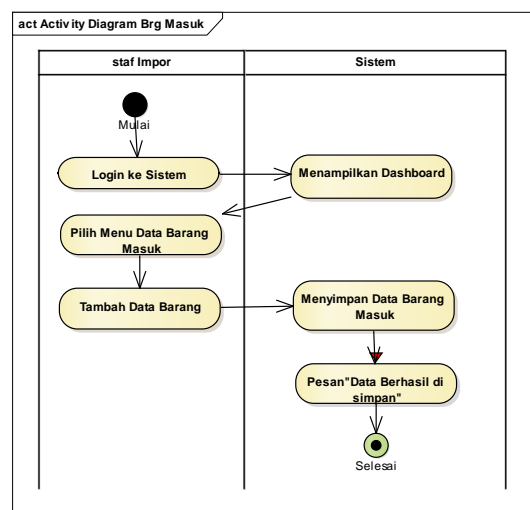 act Activity Diagram Brg Masuk
staf Impor
Sistem
Mulai
Login ke Sistem
Menampilkan Dashboard
Pilih Menu Data Barang
Masuk
Tambah Data Barang
Menyimpan Data Barang
Masuk
Pesan"Data Berhasil di
simpan"
Selesai